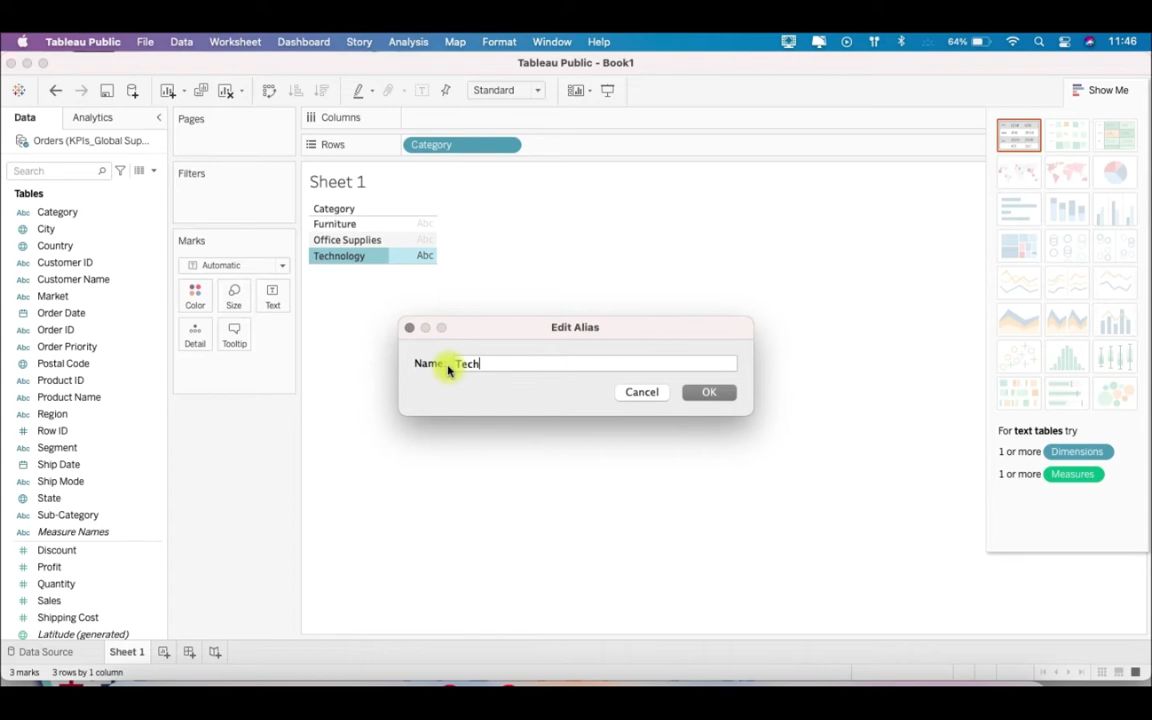 Tableau Public File Data Worksheet Dashboard Story Analysis Map Format Window Help 64% 11:46
Tableau Public - Book1
Standard Show Me
Data Analytics Pages Columns
Orders (KPIs_Global Sup... Rows Category
Search Filters
Tables Sheet 1
Category Category
City Furniture Abc
Country Marks Office Supplies Abc
Customer ID Automatic Technology Abc
Customer Name
Market Color Size Text
Order Date
Order ID Edit Alias
Order Priority Detail Tooltip
Postal Code Name: Tech
Product ID
Product Name Cancel OK
Region
Row ID For text tables try
Segment 1 or more Dimensions
Ship Date 1 or more Measures
Ship Mode
State
Sub-Category
Measure Names
Discount
Profit
Quantity
Sales
Shipping Cost
Latitude (generated)
Data Source Sheet 1
3 marks 3 rows by 1 column